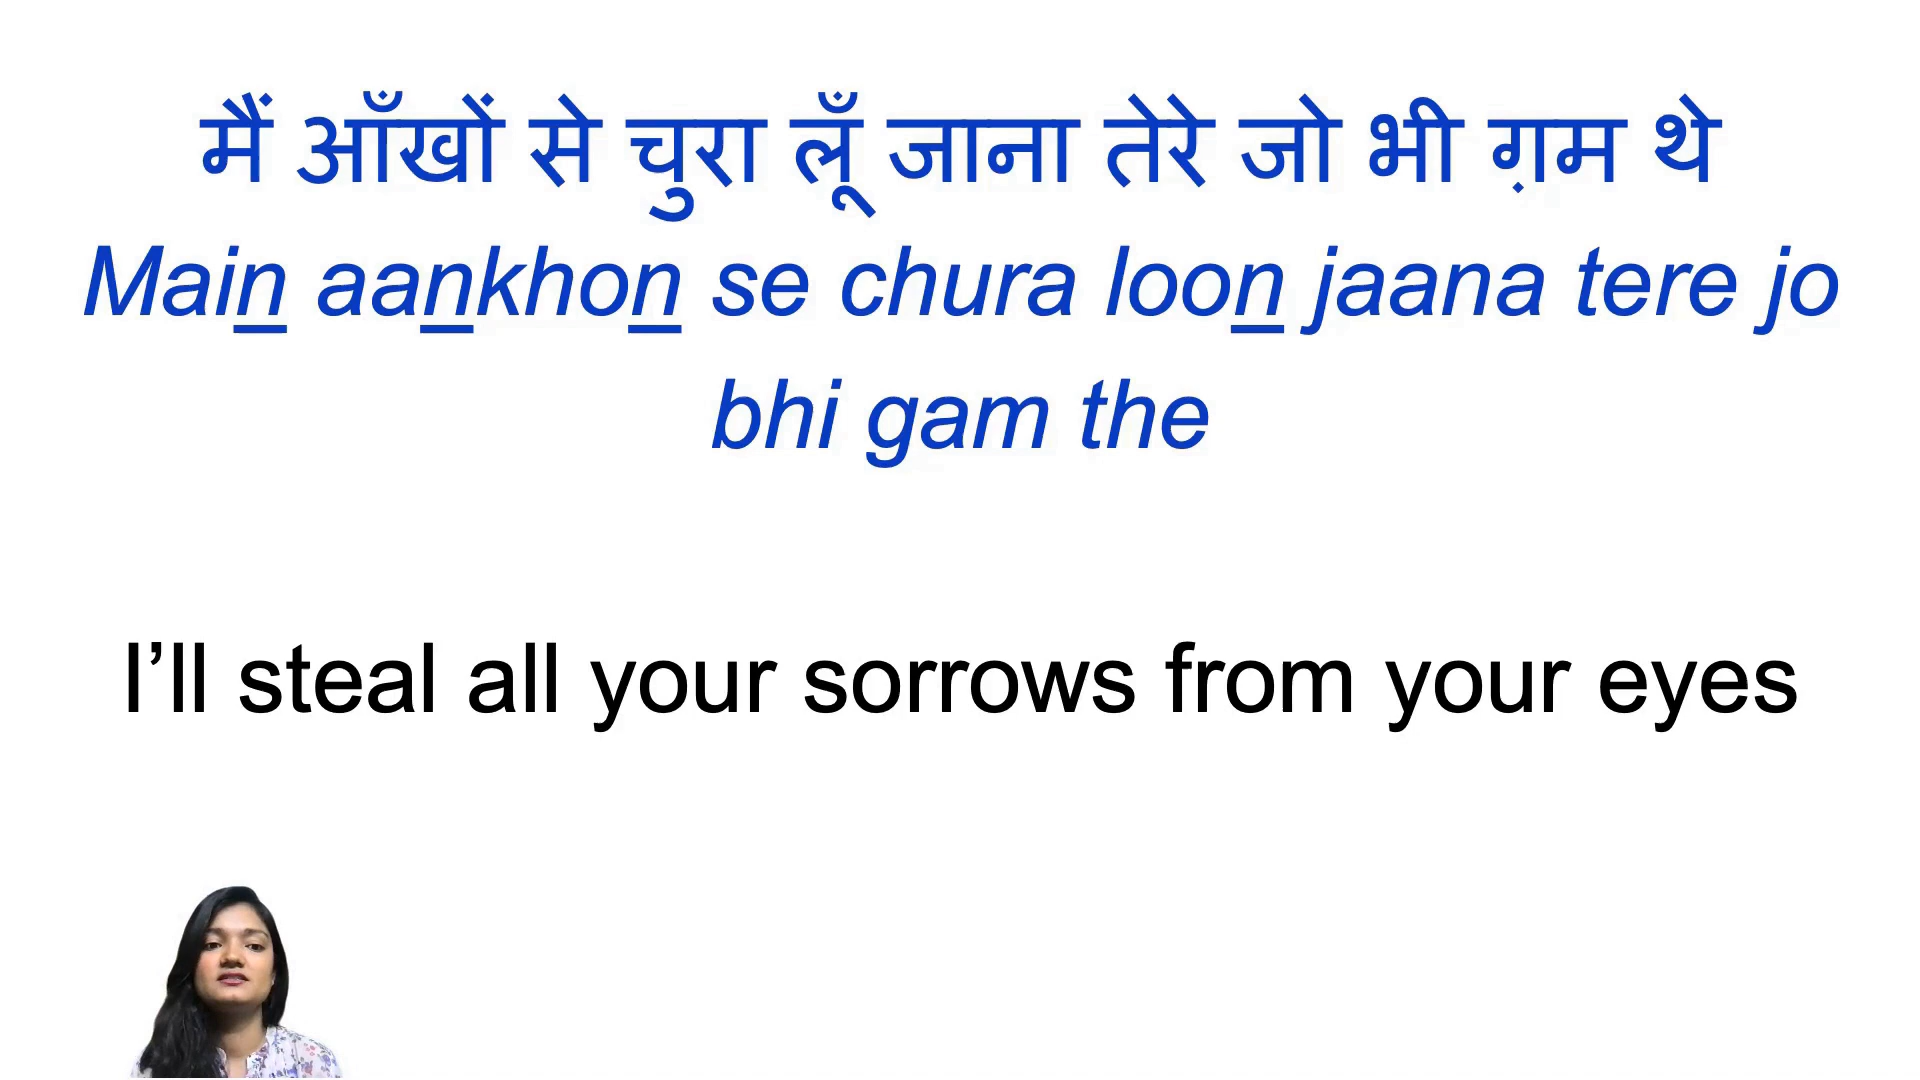 मैं आँखों से चुरा लूँ जाना तेरे जो भी ग़म थे
Main aankhon se chura loon jaana tere jo
bhi gam the
I’ll steal all your sorrows from your eyes